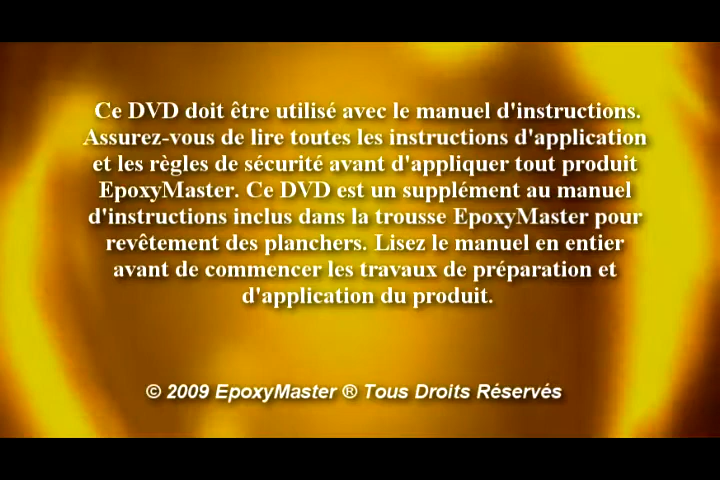 Ce DVD doit être utilisé avec le manuel d'instructions.
Assurez-vous de lire toutes les instructions d'application
et les règles de sécurité avant d'appliquer tout produit
EpoxyMaster. Ce DVD est un supplément au manuel
d'instructions inclus dans la trousse EpoxyMaster pour
revêtement des planchers. Lisez le manuel en entier
avant de commencer les travaux de préparation et
d'application du produit.
© 2009 EpoxyMaster ® Tous Droits Réservés